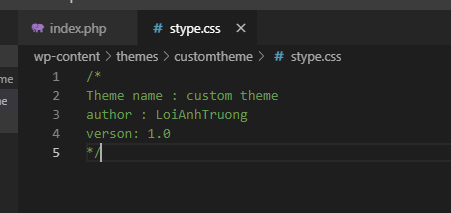 index.php
# stype.css ×
wp-content > themes > customtheme > # stype.css
me
1 /*
2 Theme name : custom theme
3 author : LoiAnhTruong
4 verson: 1.0
5 */